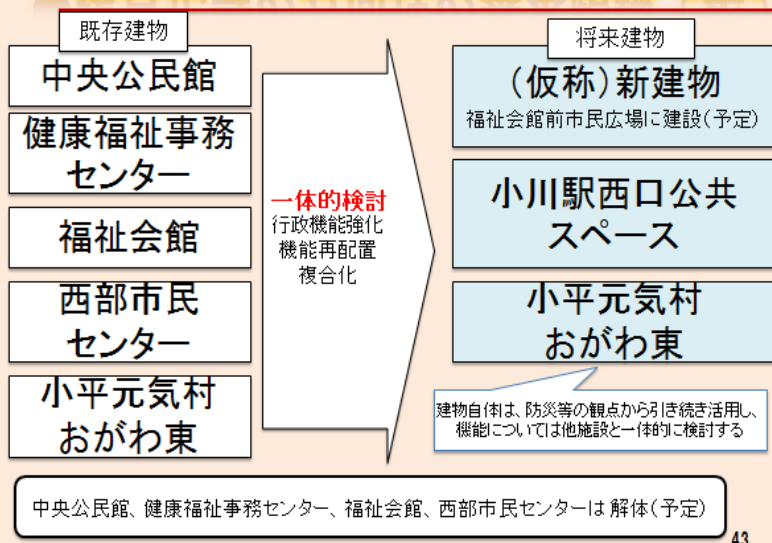 既存建物
中央公民館
健康福祉事務
センター
福祉会館
西部市民
センター
小平元気村
おがわ東
一体的検討
行政機能強化
機能再配置
複合化
将来建物
(仮称)新建物
福祉会館前市民広場に建設(予定)
小川駅西口公共
スペース
小平元気村
おがわ東
建物自体は、防災等の観点から引き続き活用し、
機能については他施設と一体的に検討する
中央公民館、健康福祉事務センター、福祉会館、西部市民センターは解体(予定)
43